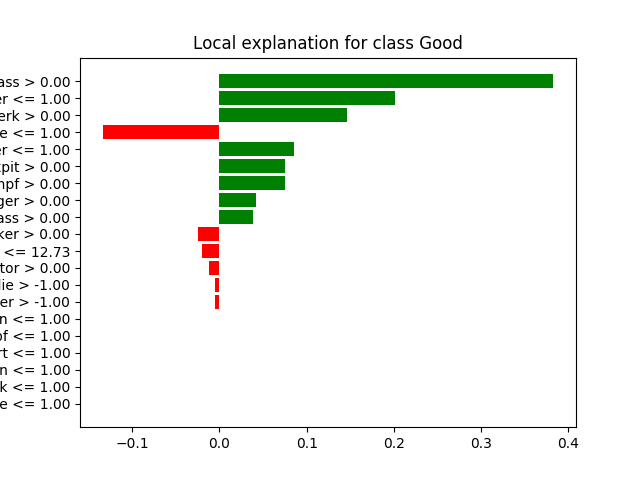 Local explanation for class Good
ass > 0.00
er <= 1.00
erk > 0.00
e <= 1.00
er <= 1.00
kpit > 0.00
mpf > 0.00
ger > 0.00
ass > 0.00
ker > 0.00
<= 12.73
tor > 0.00
lie > -1.00
er > -1.00
n <= 1.00
of <= 1.00
rt <= 1.00
n <= 1.00
k <= 1.00
e <= 1.00
−0.1 0.0 0.1 0.2 0.3 0.4